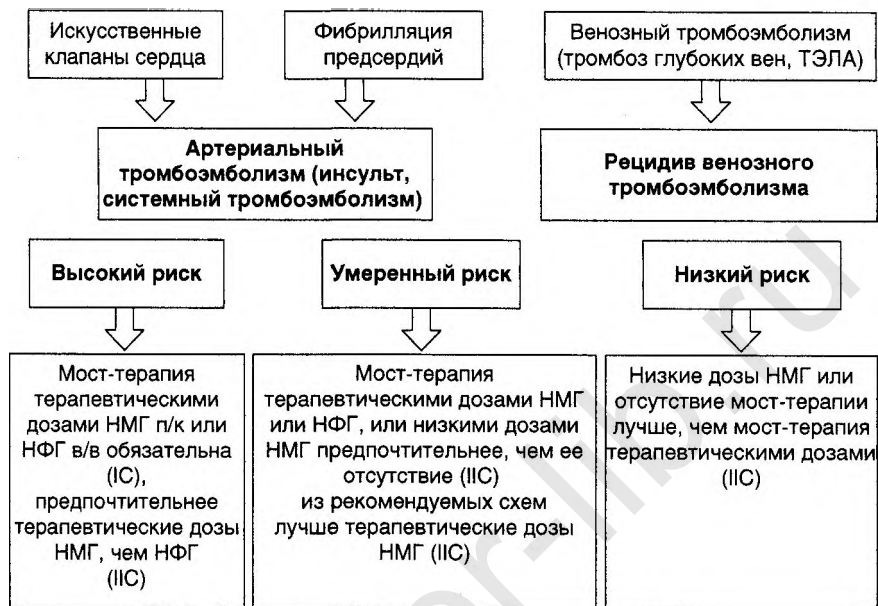 Искусственные
клапаны сердца
Фибрилляция
предсердий
Венозный тромбоэмболизм
(тромбоз глубоких вен, ТЭЛА)
Артериальный
тромбоэмболизм (инсульт,
системный тромбоэмболизм)
Рецидив венозного
тромбоэмболизма
Высокий риск
Умеренный риск
Низкий риск
Мост-терапия
терапевтическими
дозами НМГ п/к или
НФГ в/в обязательна
(IC),
предпочтительнее
терапевтические дозы
НМГ, чем НФГ
(IIC)
Мост-терапия
терапевтическими дозами НМГ
или НФГ, или низкими дозами
НМГ предпочтительнее, чем ее
отсутствие (IIC)
из рекомендуемых схем
лучше терапевтические дозы
НМГ (IIC)
Низкие дозы НМГ или
отсутствие мост-терапии
лучше, чем мост-терапия
терапевтическими дозами
(IIC)
er-lib.ru